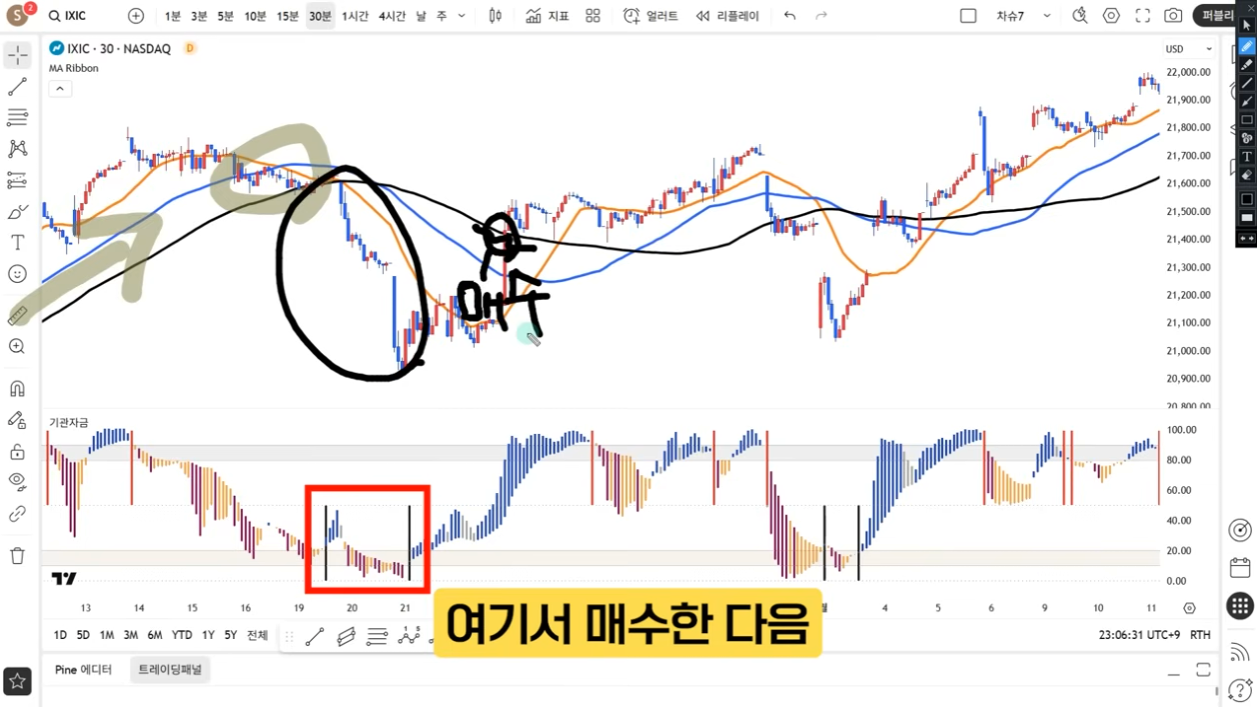 S 2 IXIC 1분 3분 5분 10분 15분 30분 1시간 4시간 날 주 지표 얼러트 리플레이 차슈7 퍼블리
IXIC · 30 · NASDAQ D
USD
MA Ribbon
22,000.00
21,900.00
21,800.00
21,700.00
21,600.00
21,500.00
21,400.00
21,300.00
21,200.00
21,100.00
21,000.00
20,900.00
20,800.00
매수
기관자금
100.00
80.00
60.00
40.00
20.00
0.00
13 14 15 16 19 20 21 월 4 5 6 9 10 11
여기서 매수한 다음
1D 5D 1M 3M 6M YTD 1Y 5Y 전체
23:06:31 UTC+9 RTH
Pine 에디터 트레이딩패널